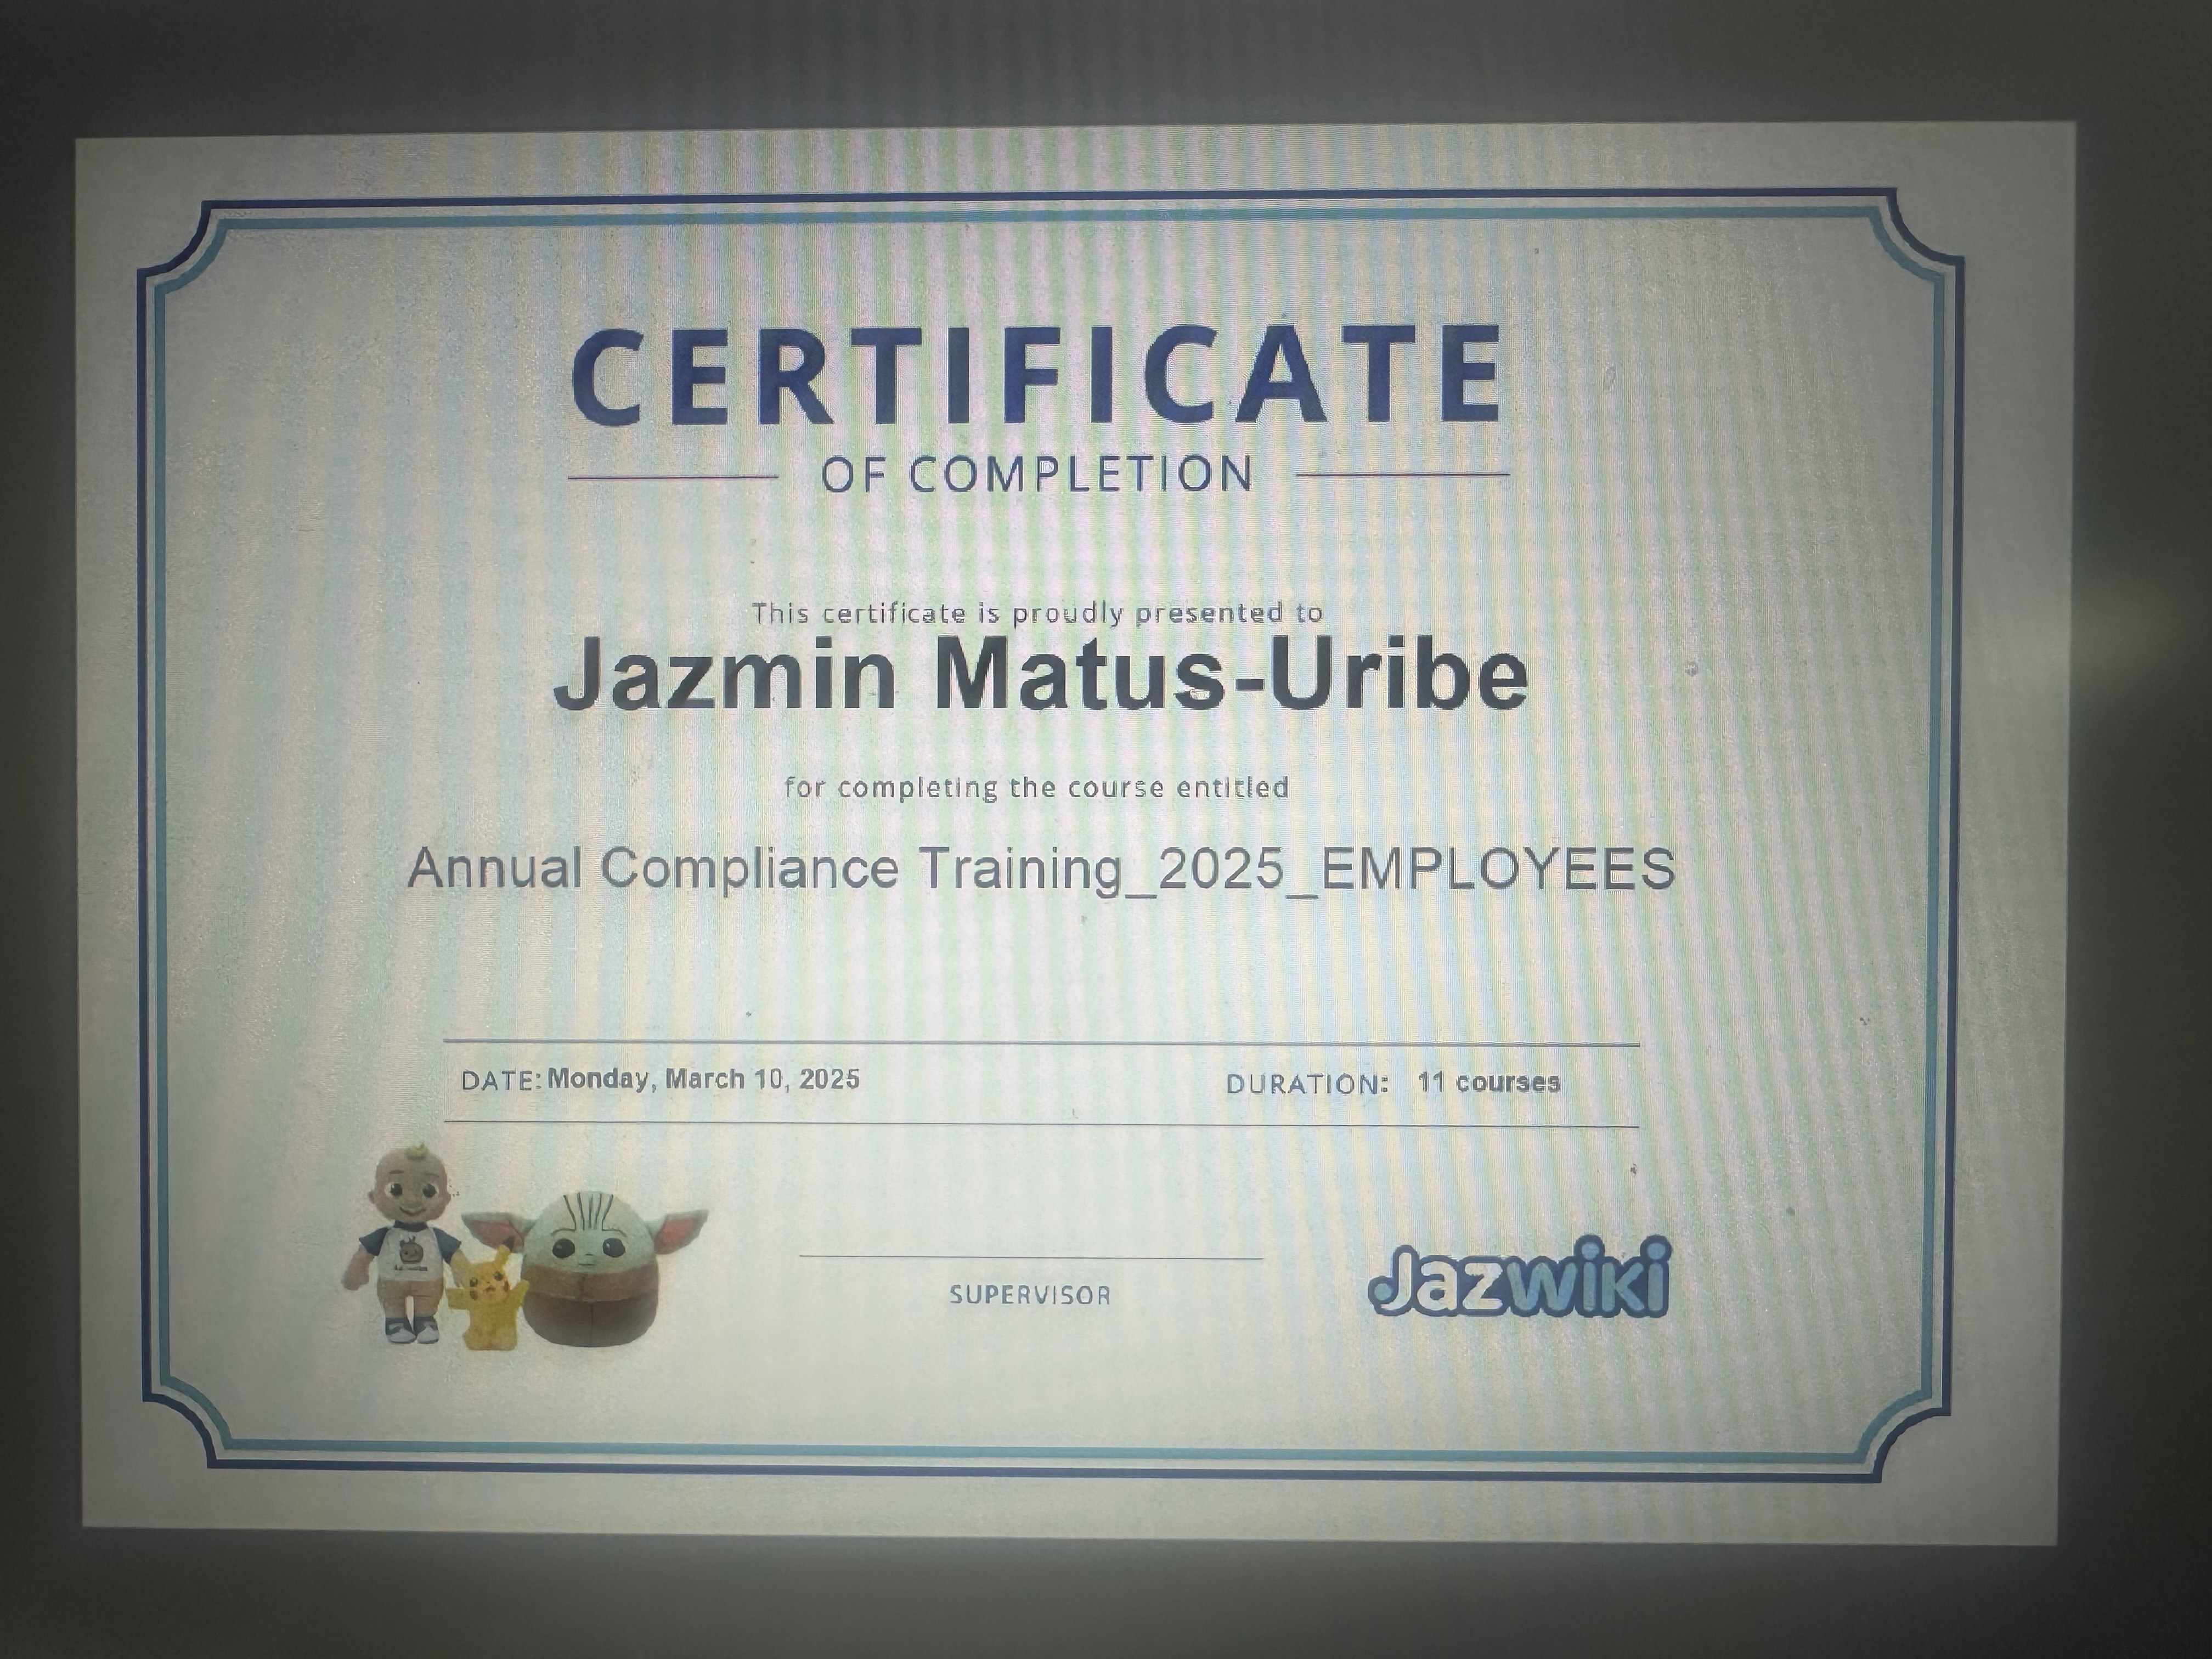 CERTIFICATE
OF COMPLETION
This certificate is proudly presented to
Jazmin Matus-Uribe
for completing the course entitled
Annual Compliance Training_2025_EMPLOYEES
DATE: Monday, March 10, 2025 DURATION: 11 courses
SUPERVISOR
Jazwiki